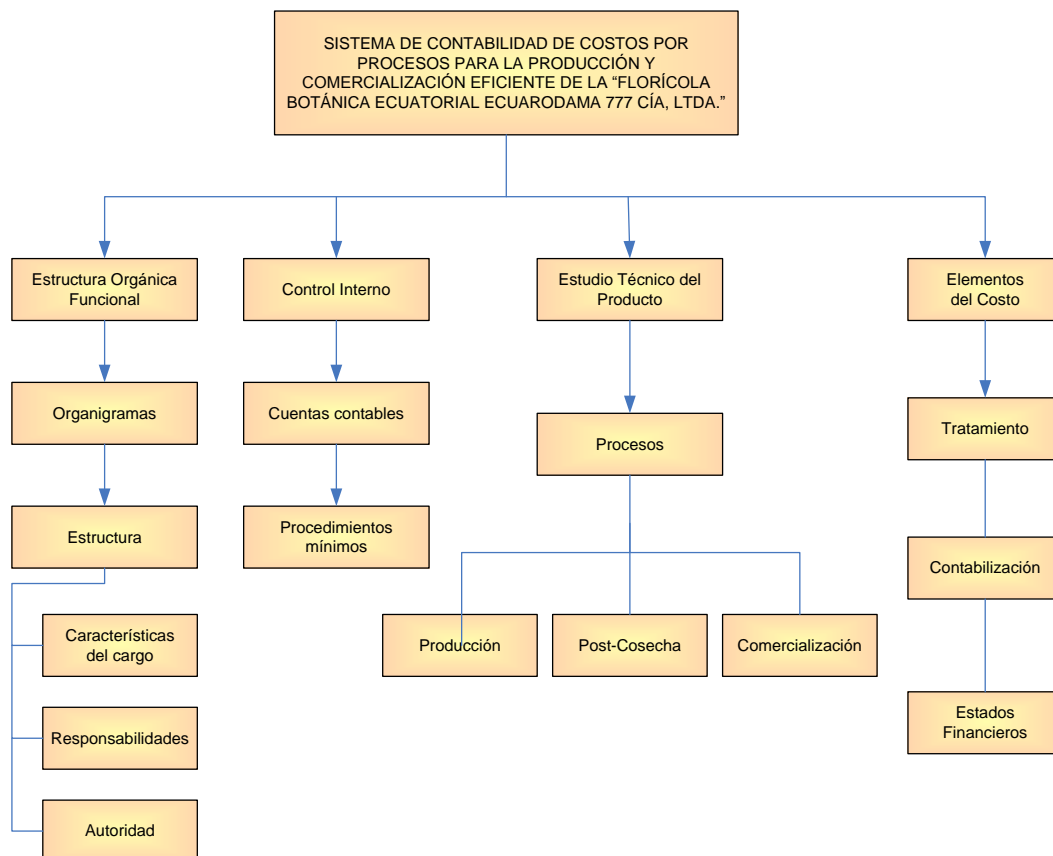 SISTEMA DE CONTABILIDAD DE COSTOS POR
PROCESOS PARA LA PRODUCCIÓN Y
COMERCIALIZACIÓN EFICIENTE DE LA “FLORÍCOLA
BOTÁNICA ECUATORIAL ECUARODAMA 777 CÍA, LTDA.”
Estructura Orgánica
Funcional
Control Interno
Estudio Técnico del
Producto
Elementos
del Costo
Organigramas
Cuentas contables
Procesos
Tratamiento
Estructura
Procedimientos
mínimos
Contabilización
Características
del cargo
Producción
Post-Cosecha
Comercialización
Responsabilidades
Estados
Financieros
Autoridad